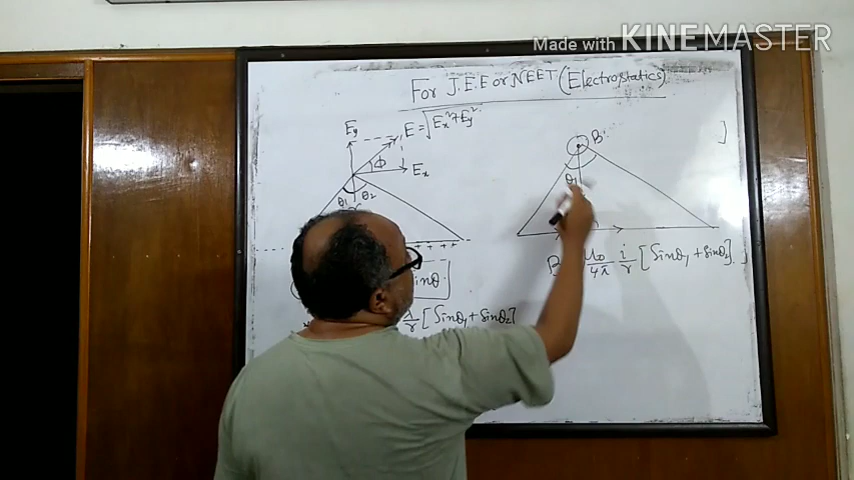 Made with KINEMASTER
For J.E.E or NEET (Electrostatics)
Ey
E = √Ex²+Ey²
ϕ
Ex
θ1 θ2
+ + + +
inθ
λ/r [Sinθ1 + Sinθ2]
B
θ1
μ0/4π i/r [Sinθ1 + Sinθ2]